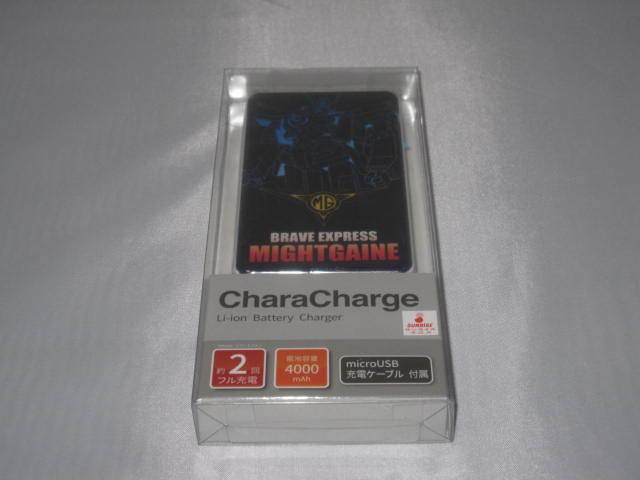 MG
BRAVE EXPRESS
MIGHTGAINE
CharaCharge
Li-ion Battery Charger
SUNRISE
約2回
フル充電
電池容量
4000
mAh
microUSB
充電ケーブル 付属